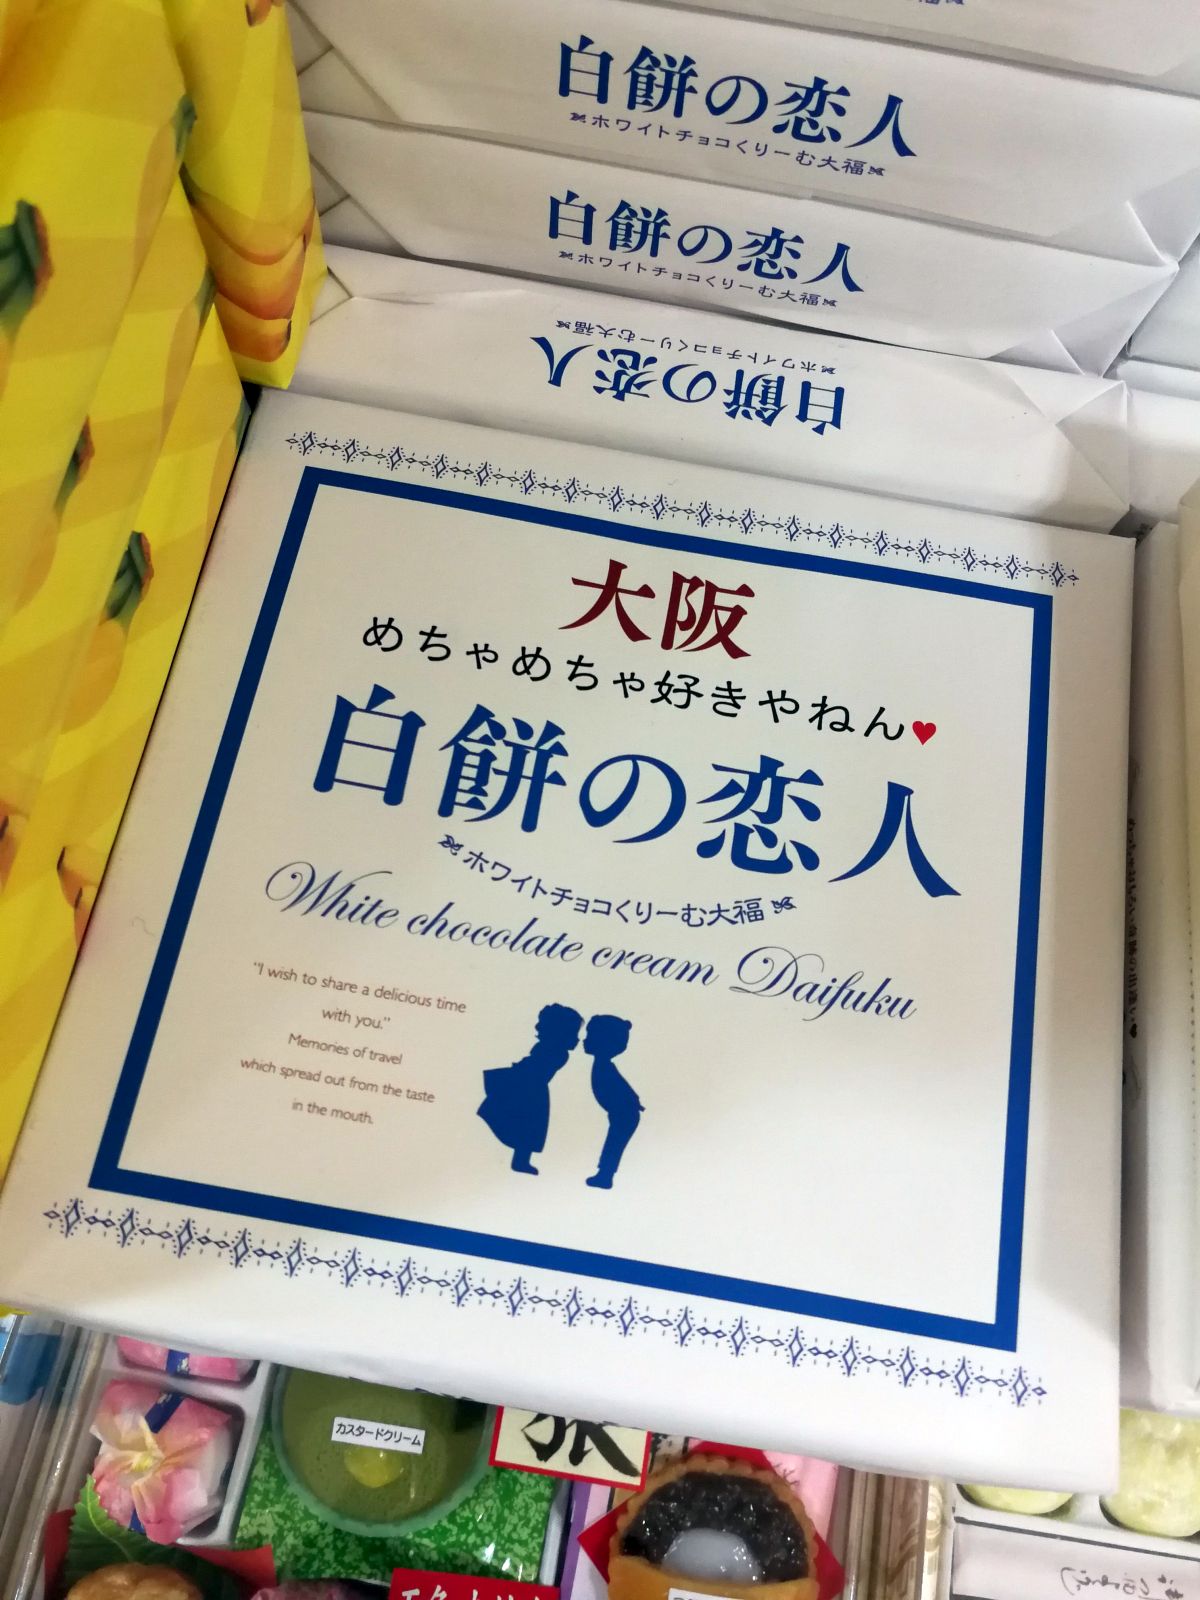 白餅の恋人
ホワイトチョコくりーむ大福
白餅の恋人
ホワイトチョコくりーむ大福
白餅の恋人
ホワイトチョコくりーむ大福
大阪
めちゃめちゃ好きやねん♥
白餅の恋人
ホワイトチョコくりーむ大福
White chocolate cream Daifuku
"I wish to share a delicious time
with you."
Memories of travel
which spread out from the taste
in the mouth.
カスタードクリーム